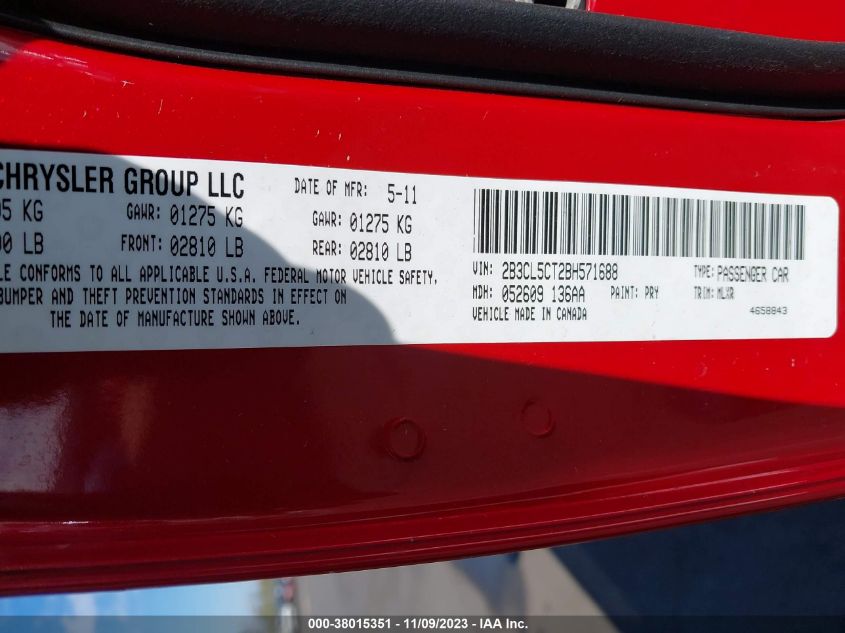 CHRYSLER GROUP LLC DATE OF MFR: 5-11
KG GAWR: 01275 KG GAWR: 01275 KG
LB FRONT: 02810 LB REAR: 02810 LB
CONFORMS TO ALL APPLICABLE U.S.A. FEDERAL MOTOR VEHICLE SAFETY,
BUMPER AND THEFT PREVENTION STANDARDS IN EFFECT ON
THE DATE OF MANUFACTURE SHOWN ABOVE.
VIN: 2B3CL5CT2BH571688 TYPE: PASSENGER CAR
MDH: 052609 136AA PAINT: PRY TRIM: MLXR
VEHICLE MADE IN CANADA 4658843
000-38015351 - 11/09/2023 - IAA Inc.